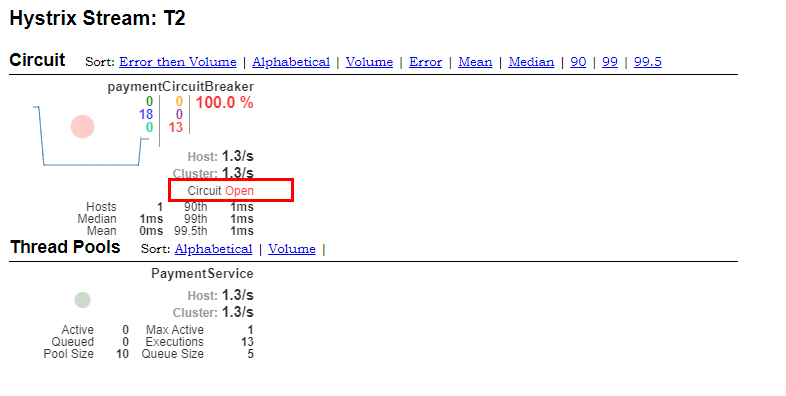 Hystrix Stream: T2
Circuit Sort: Error then Volume | Alphabetical | Volume | Error | Mean | Median | 90 | 99 | 99.5
paymentCircuitBreaker
0 0 100.0 %
18 0
0 13
Host: 1.3/s
Cluster: 1.3/s
Circuit Open
Hosts 1 90th 1ms
Median 1ms 99th 1ms
Mean 0ms 99.5th 1ms
Thread Pools Sort: Alphabetical | Volume |
PaymentService
Host: 1.3/s
Cluster: 1.3/s
Active 0 Max Active 1
Queued 0 Executions 13
Pool Size 10 Queue Size 5